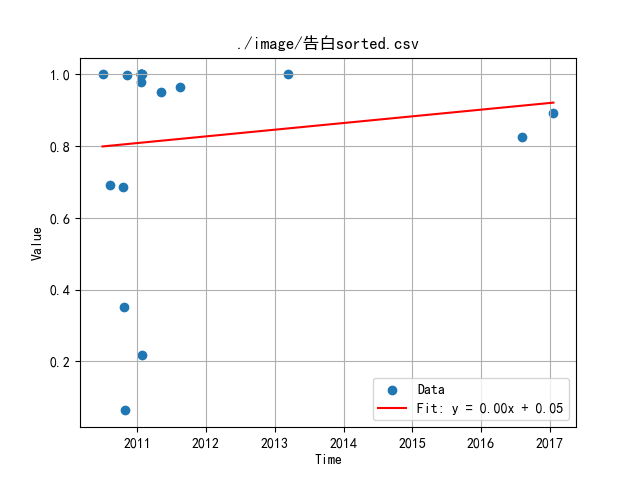 ./image/告白sorted.csv
Value
1.0
0.8
0.6
0.4
0.2
Data
Fit: y = 0.00x + 0.05
2011 2012 2013 2014 2015 2016 2017
Time